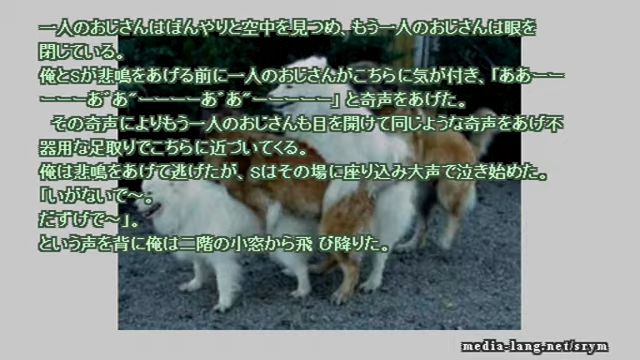 一人のおじさんはぼんやりと空中を見つめ、もう一人のおじさんは眼を
閉じている。
俺とSが悲鳴をあげる前に一人のおじさんがこちらに気が付き、「ああーー
ーーーあ゛あ゛ーーーーあ゛あ゛ーーーーー」と奇声をあげた。
　その奇声によりもう一人のおじさんも目を開けて同じような奇声をあげ不
器用な足取りでこちらに近づいてくる。
俺は悲鳴をあげて逃げたが、Sはその場に座り込み大声で泣き始めた。
「いがないで～。
だずげで～」。
という声を背に俺は二階の小窓から飛 び降りた。
media-lang-net/srym